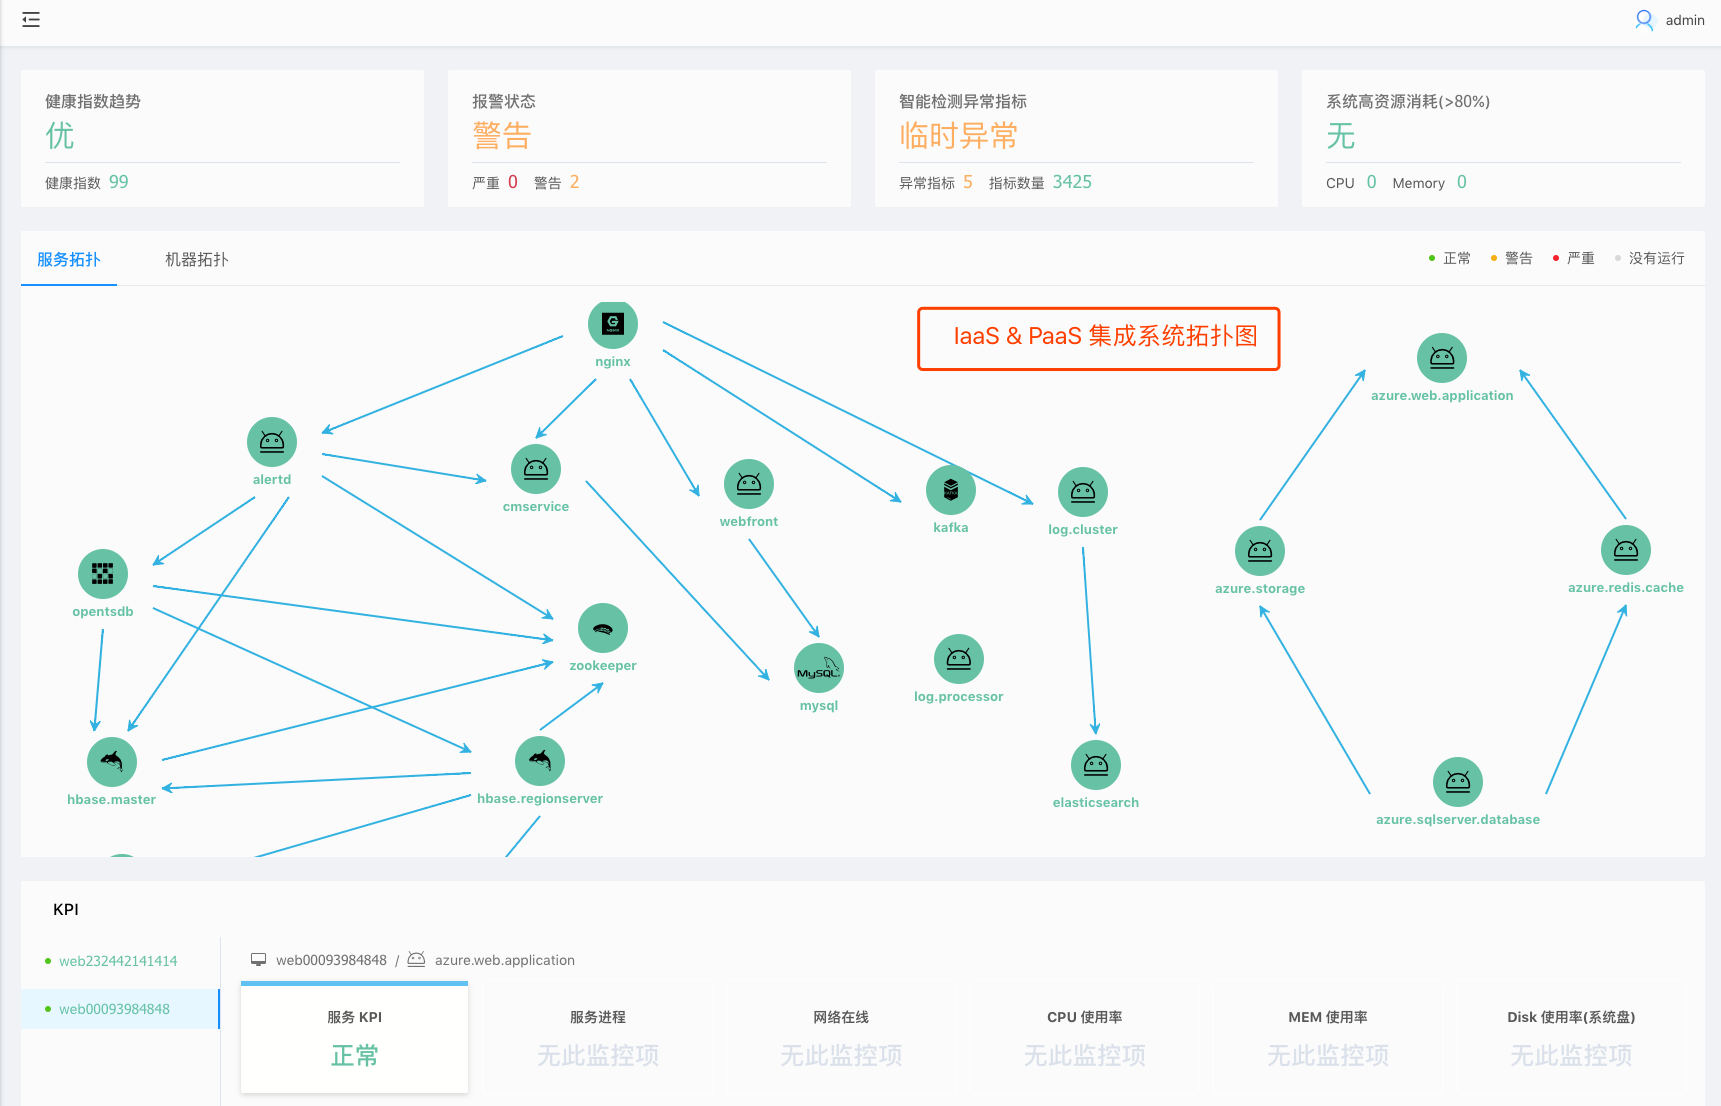 admin
健康指数趋势
优
健康指数 99
报警状态
警告
严重 0 警告 2
智能检测异常指标
临时异常
异常指标 5 指标数量 3425
系统高资源消耗(>80%)
无
CPU 0 Memory 0
服务拓扑 机器拓扑
正常 警告 严重 没有运行
IaaS & PaaS 集成系统拓扑图
nginx
azure.web.application
alertd
cmservice
webfront
kafka
log.cluster
azure.storage
azure.redis.cache
opentsdb
zookeeper
MySQL
mysql
log.processor
hbase.master
hbase.regionserver
elasticsearch
azure.sqlserver.database
KPI
web232442141414
web00093984848
web00093984848 / azure.web.application
服务 KPI
正常
服务进程
无此监控项
网络在线
无此监控项
CPU 使用率
无此监控项
MEM 使用率
无此监控项
Disk 使用率(系统盘)
无此监控项